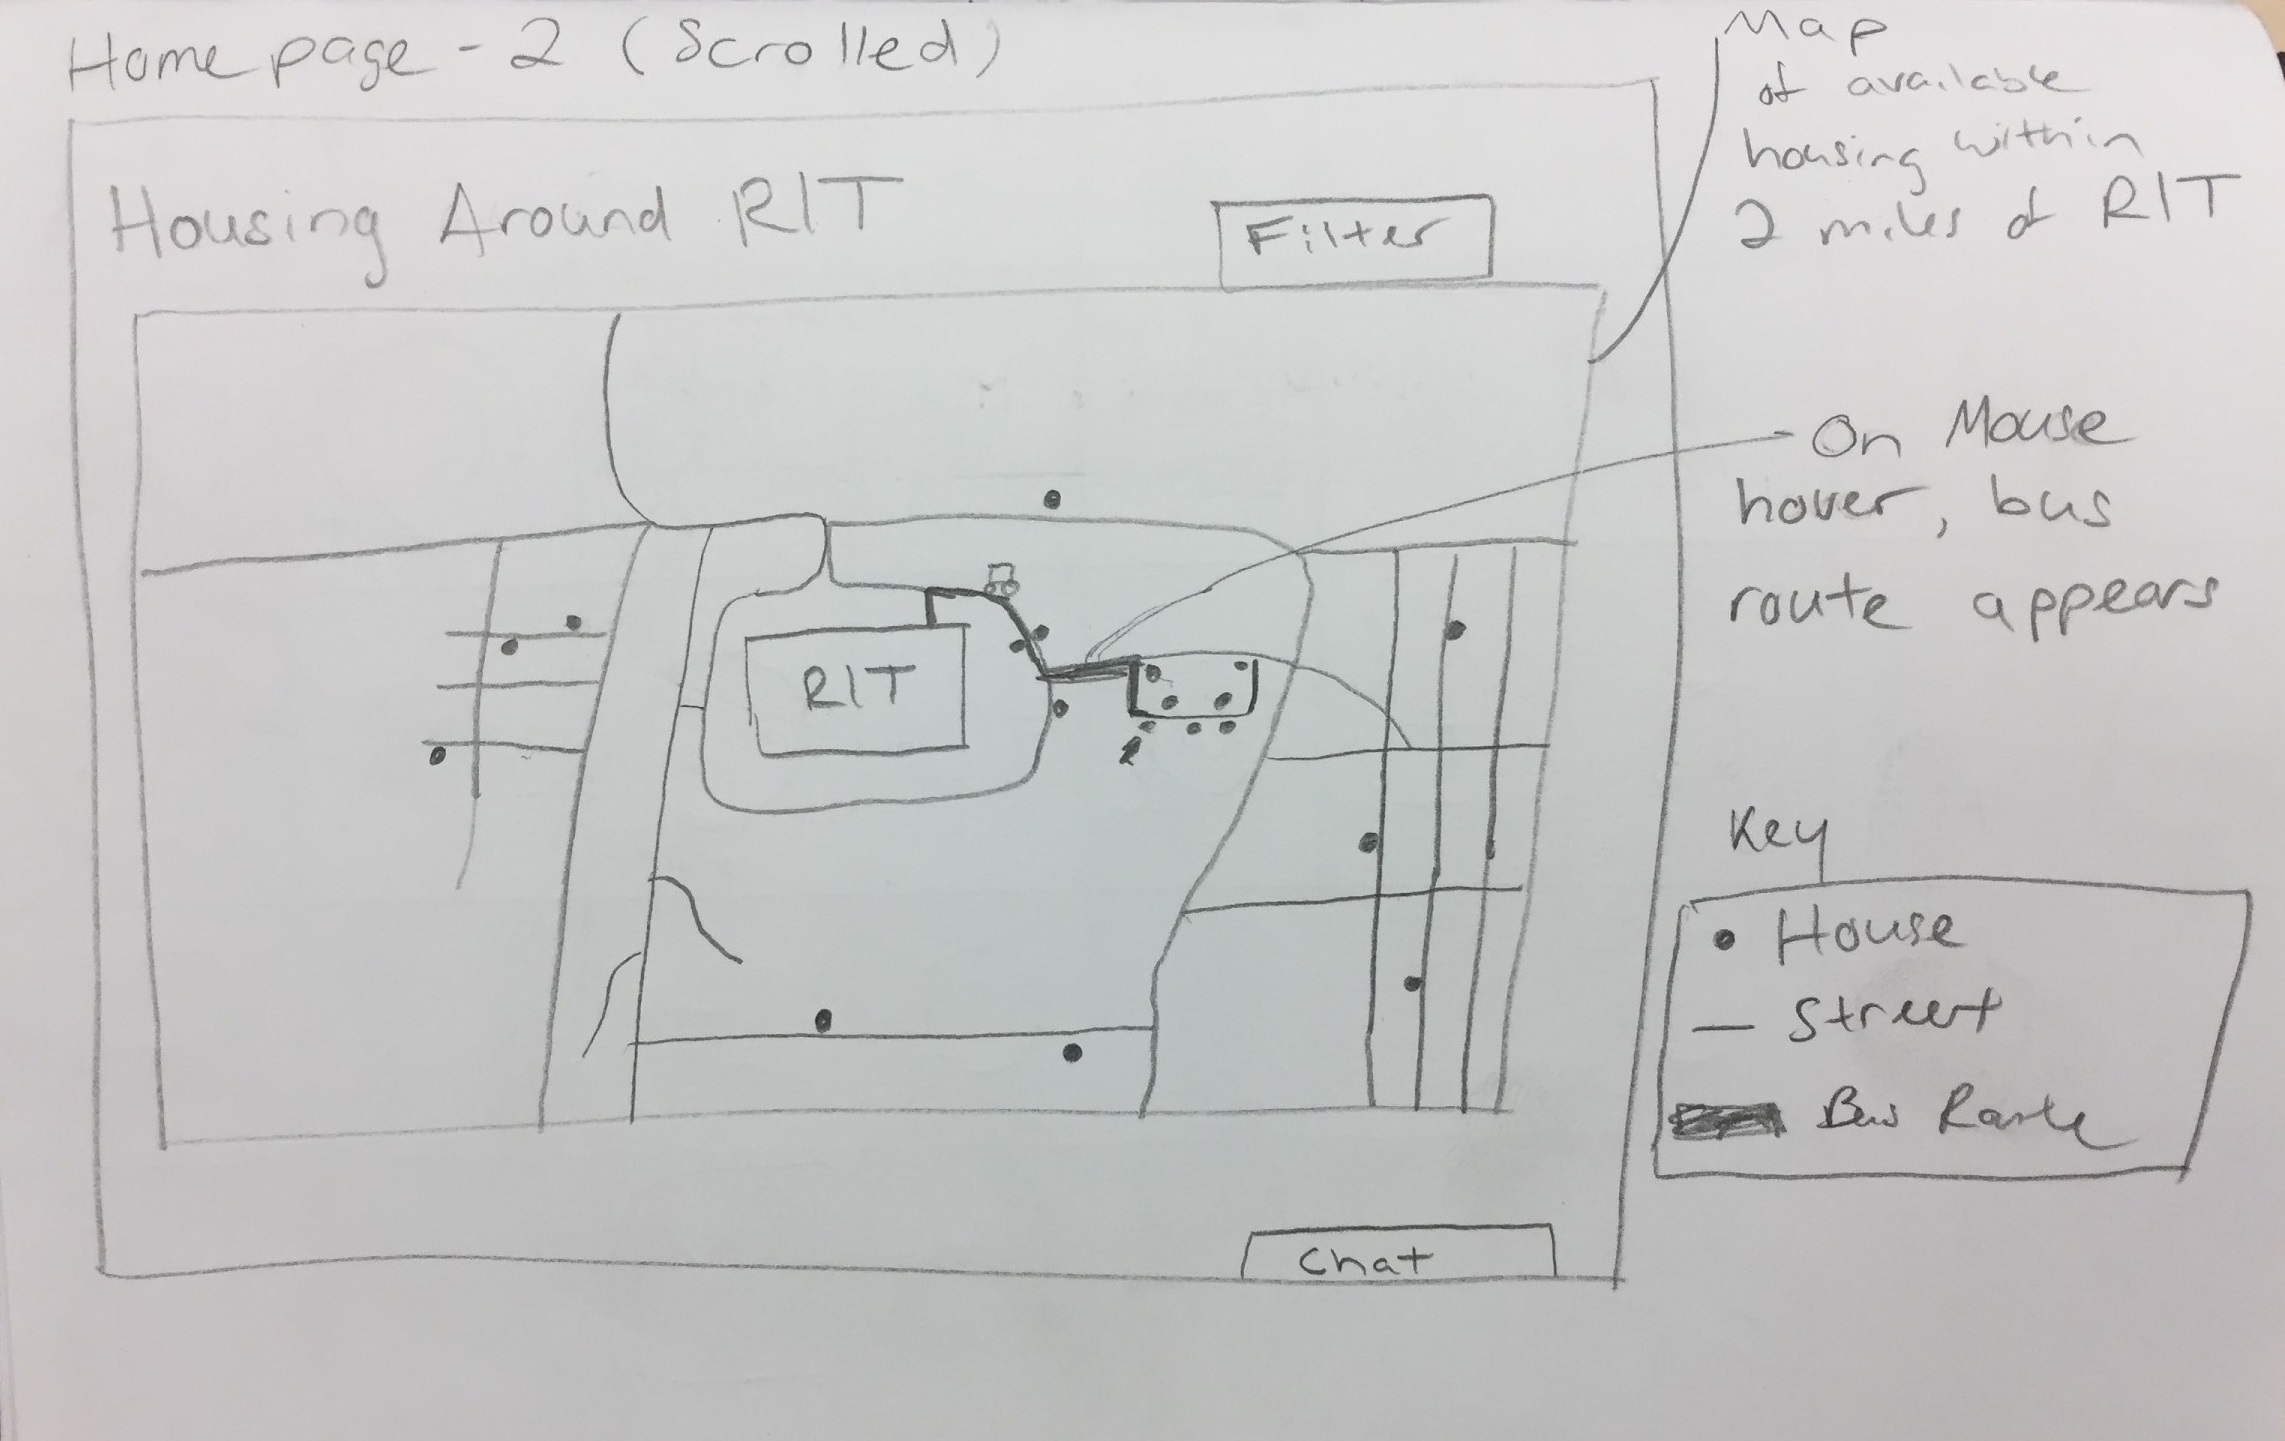 Home page - 2 (Scrolled)
Map
of available
housing within
2 miles of RIT
Housing Around RIT
Filter
On Mouse
hover, bus
route appears
RIT
Key
House
Street
Bus Route
Chat